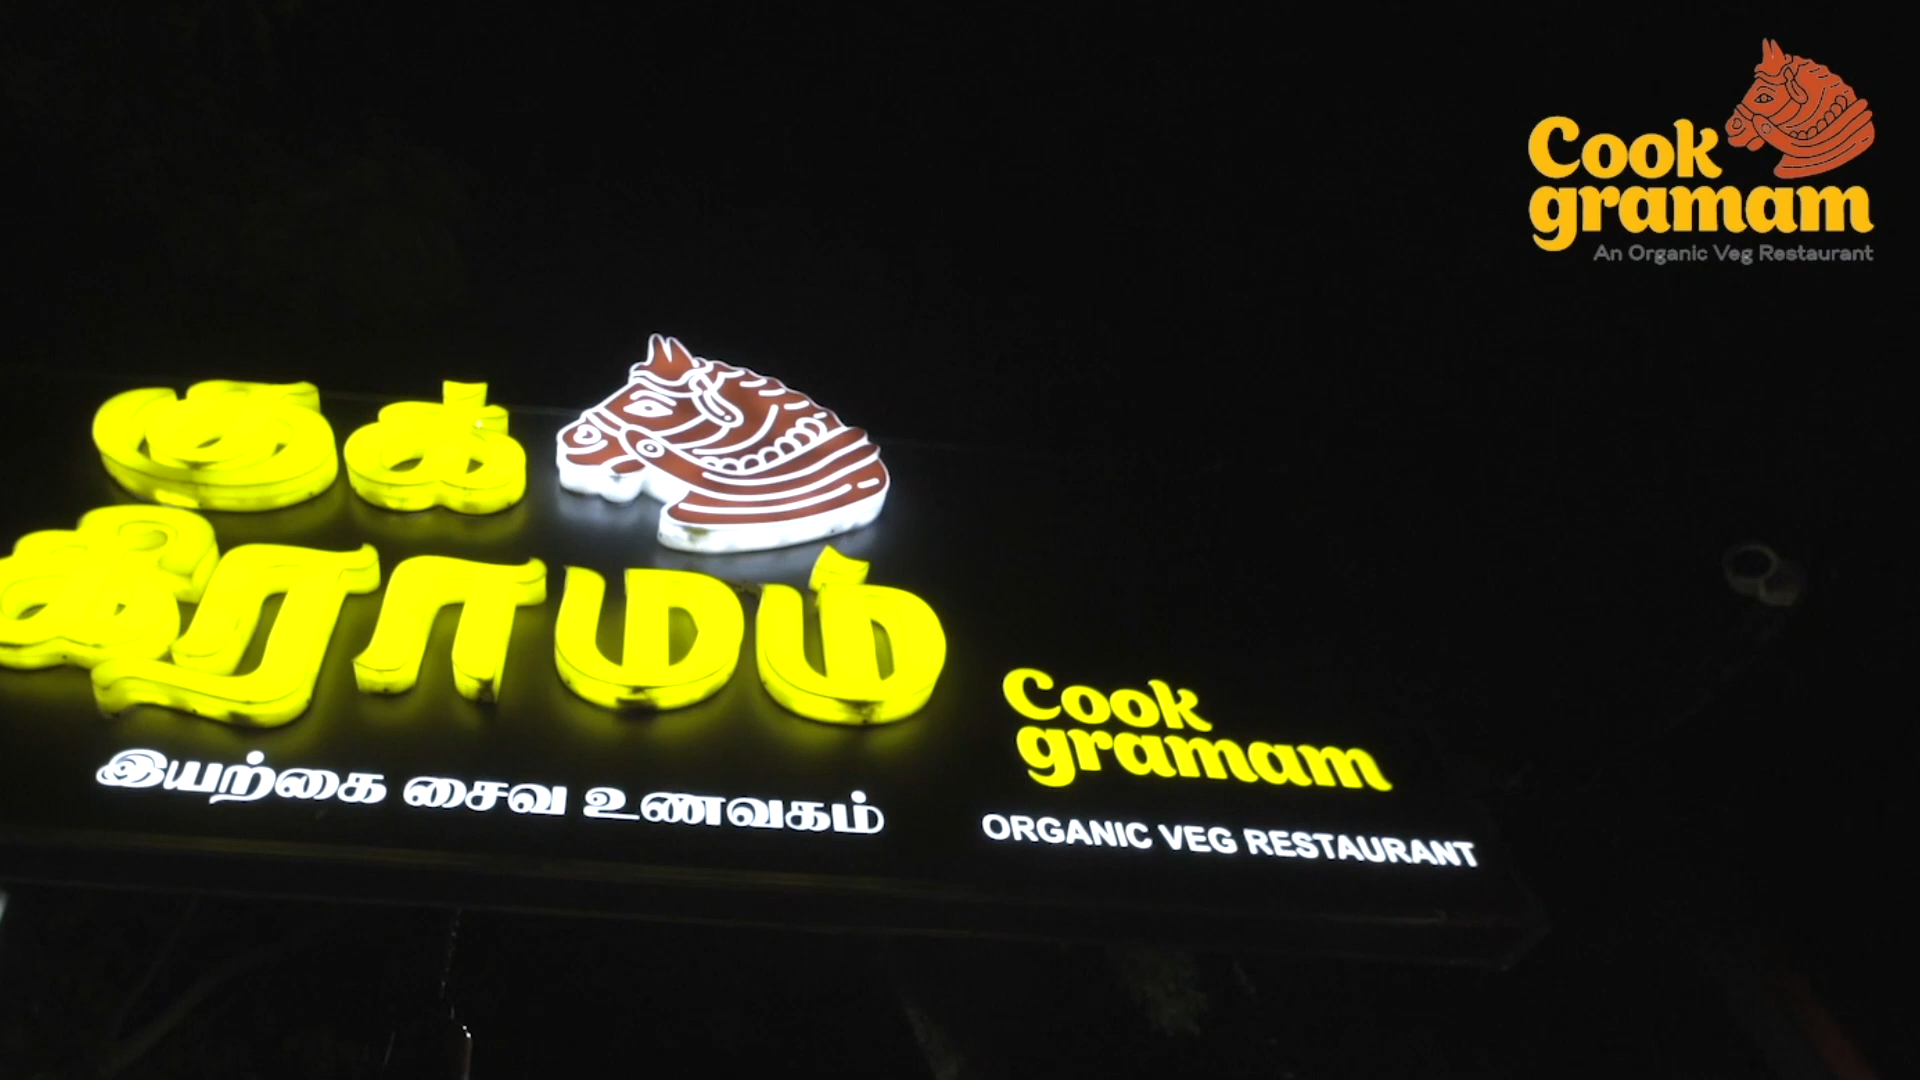 Cook
gramam
An Organic Veg Restaurant
குக்
கிராமம்
இயற்கை சைவ உணவகம்
Cook
gramam
ORGANIC VEG RESTAURANT